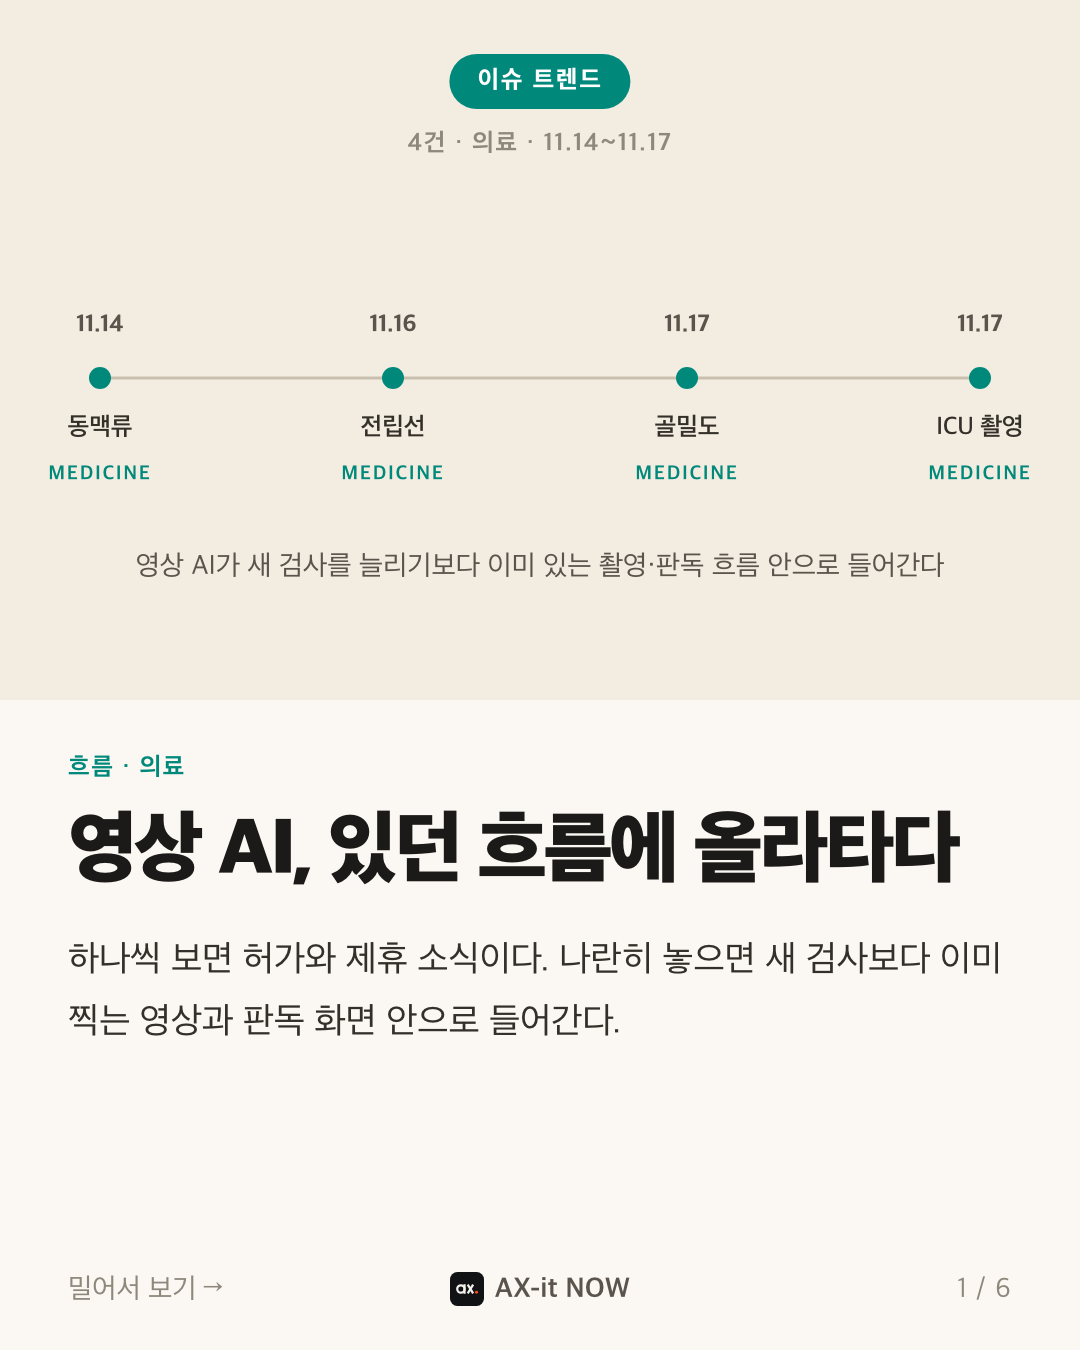 이슈 트렌드
4건 · 의료 · 11.14~11.17
11.14 11.16 11.17 11.17
동맥류 전립선 골밀도 ICU 촬영
MEDICINE MEDICINE MEDICINE MEDICINE
영상 AI가 새 검사를 늘리기보다 이미 있는 촬영·판독 흐름 안으로 들어간다
흐름 · 의료
영상 AI, 있던 흐름에 올라타다
하나씩 보면 허가와 제휴 소식이다. 나란히 놓으면 새 검사보다 이미
찍는 영상과 판독 화면 안으로 들어간다.
밀어서 보기 → ax. AX-it NOW 1 / 6